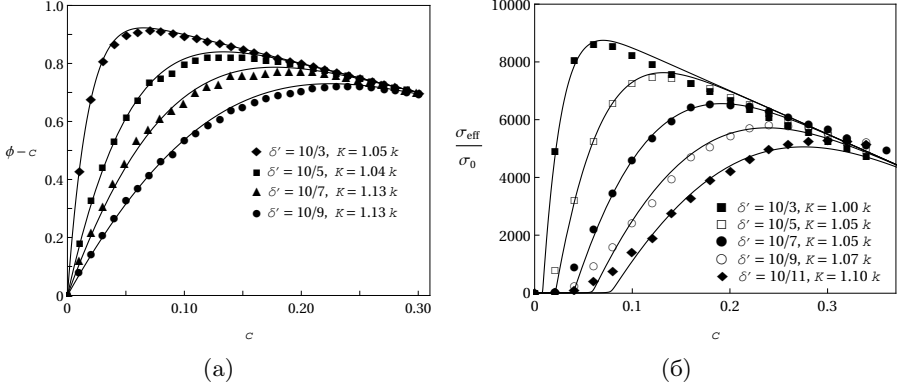 1.0
0.8
0.6
0.4
0.2
0
ϕ − c
0
0.10
0.20
0.30
c
δ′ = 10/3, K = 1.05 k
δ′ = 10/5, K = 1.04 k
δ′ = 10/7, K = 1.13 k
δ′ = 10/9, K = 1.13 k
(а)
10000
8000
6000
4000
2000
0
σeff
σ0
0.0
0.1
0.2
0.3
c
δ′ = 10/3, K = 1.00 k
δ′ = 10/5, K = 1.05 k
δ′ = 10/7, K = 1.05 k
δ′ = 10/9, K = 1.07 k
δ′ = 10/11, K = 1.10 k
(б)